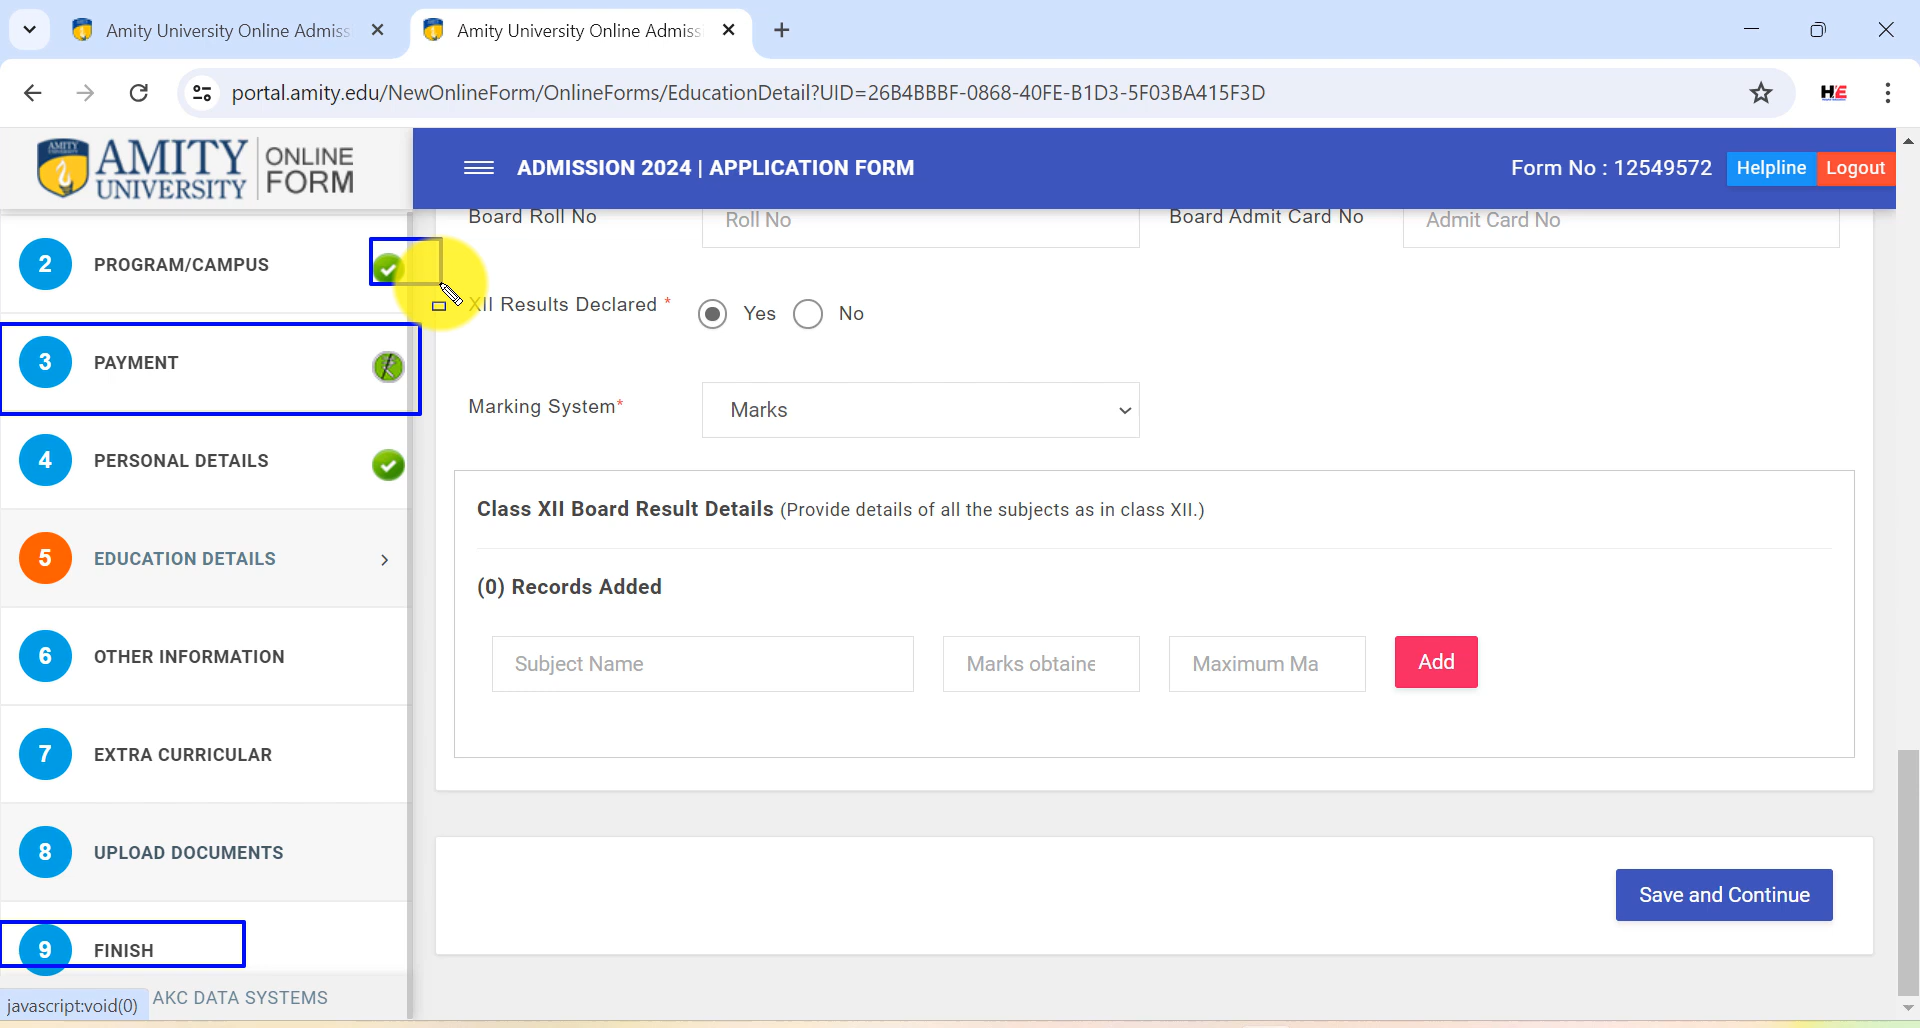 Amity University Online Admiss
Amity University Online Admiss
portal.amity.edu/NewOnlineForm/OnlineForms/EducationDetail?UID=26B4BBBF-0868-40FE-B1D3-5F03BA415F3D
HE
AMITY
AMITY UNIVERSITY
ONLINE FORM
ADMISSION 2024 | APPLICATION FORM
Form No : 12549572
Helpline
Logout
2 PROGRAM/CAMPUS
3 PAYMENT
4 PERSONAL DETAILS
5 EDUCATION DETAILS
6 OTHER INFORMATION
7 EXTRA CURRICULAR
8 UPLOAD DOCUMENTS
9 FINISH
AKC DATA SYSTEMS
javascript:void(0)
Board Roll No
Roll No
Board Admit Card No
Admit Card No
XII Results Declared *
Yes
No
Marking System*
Marks
Class XII Board Result Details (Provide details of all the subjects as in class XII.)
(0) Records Added
Subject Name
Marks obtaine
Maximum Ma
Add
Save and Continue